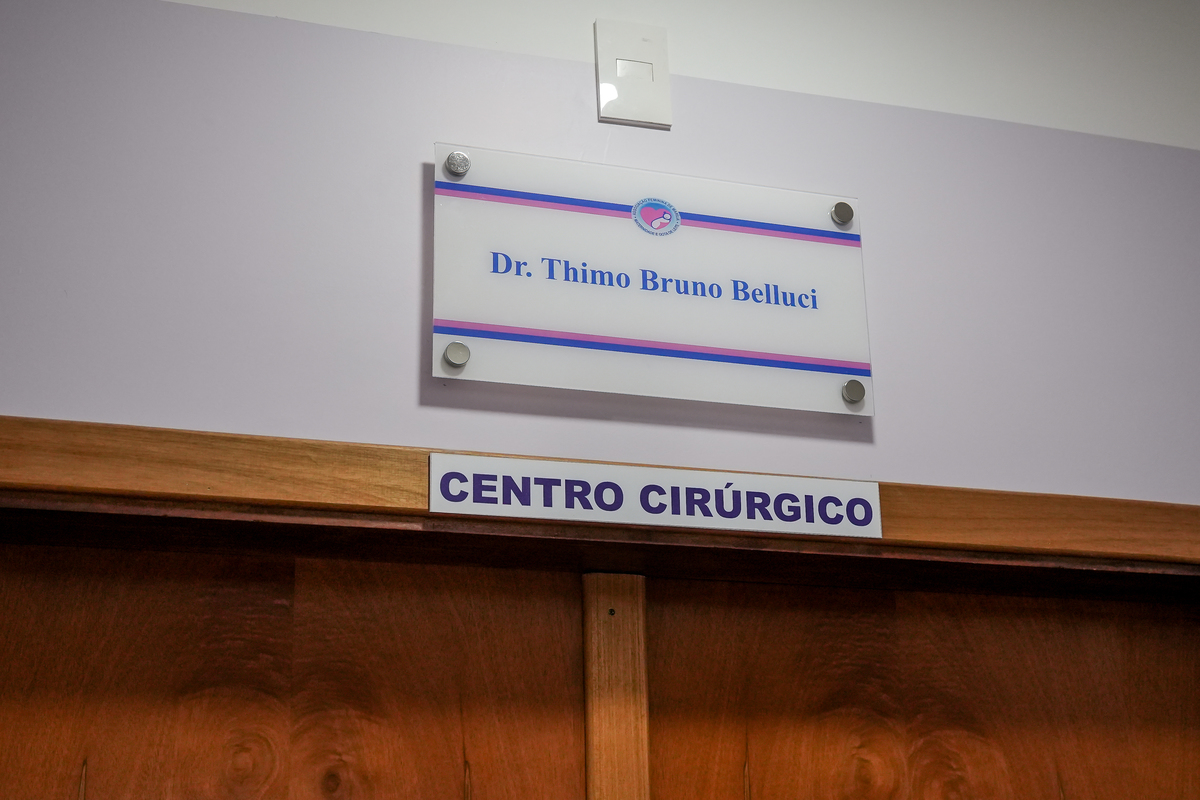 Dr. Thimo Bruno Belluci
CENTRO CIRÚRGICO